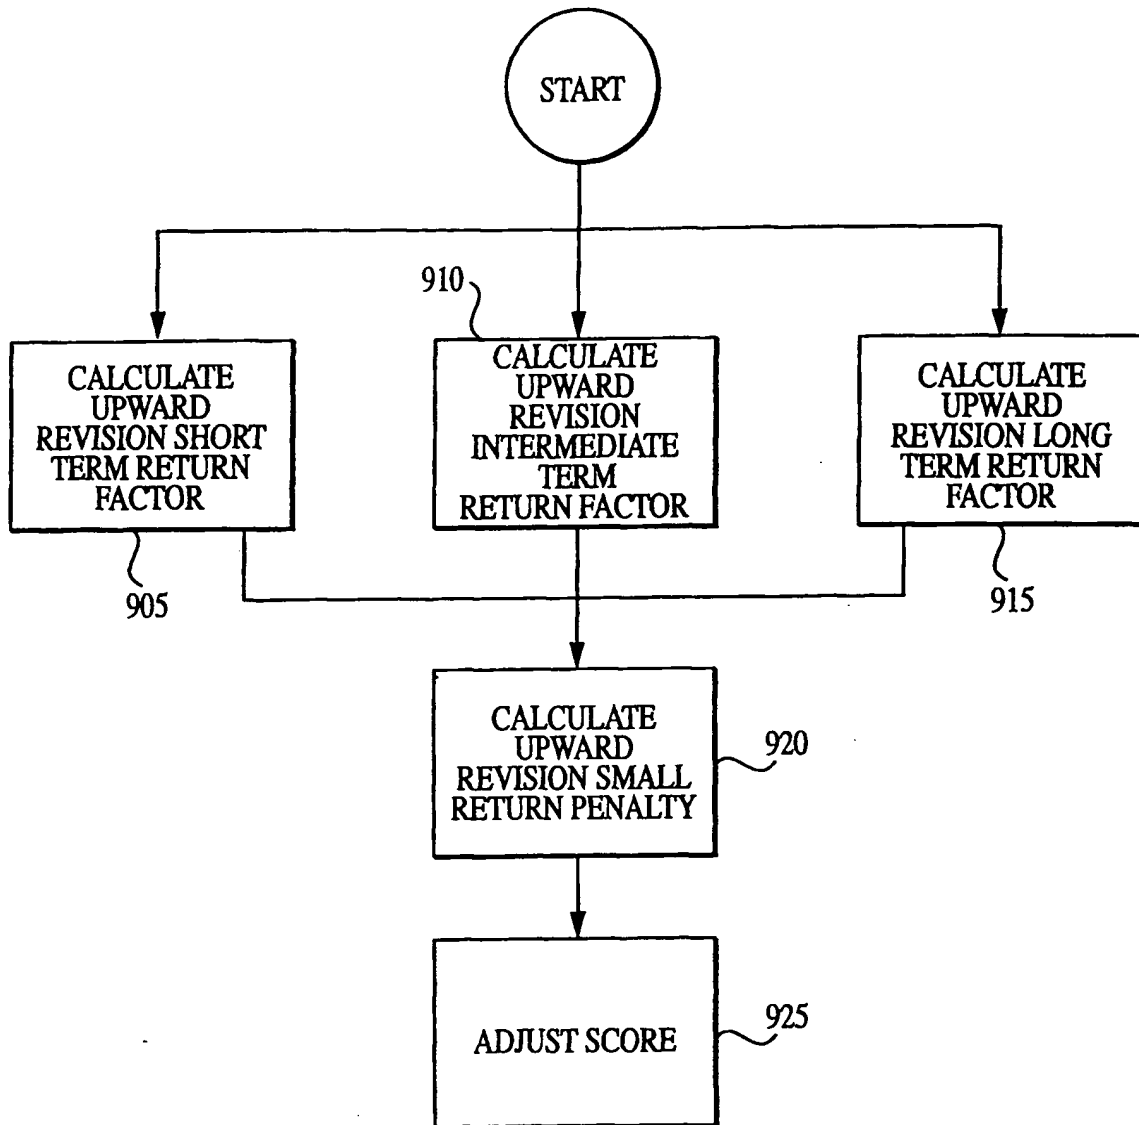 START
910
CALCULATE
UPWARD
REVISION SHORT
TERM RETURN
FACTOR
CALCULATE
UPWARD
REVISION
INTERMEDIATE
TERM
RETURN FACTOR
CALCULATE
UPWARD
REVISION LONG
TERM RETURN
FACTOR
905
915
CALCULATE
UPWARD
REVISION SMALL
RETURN PENALTY
920
ADJUST SCORE
925